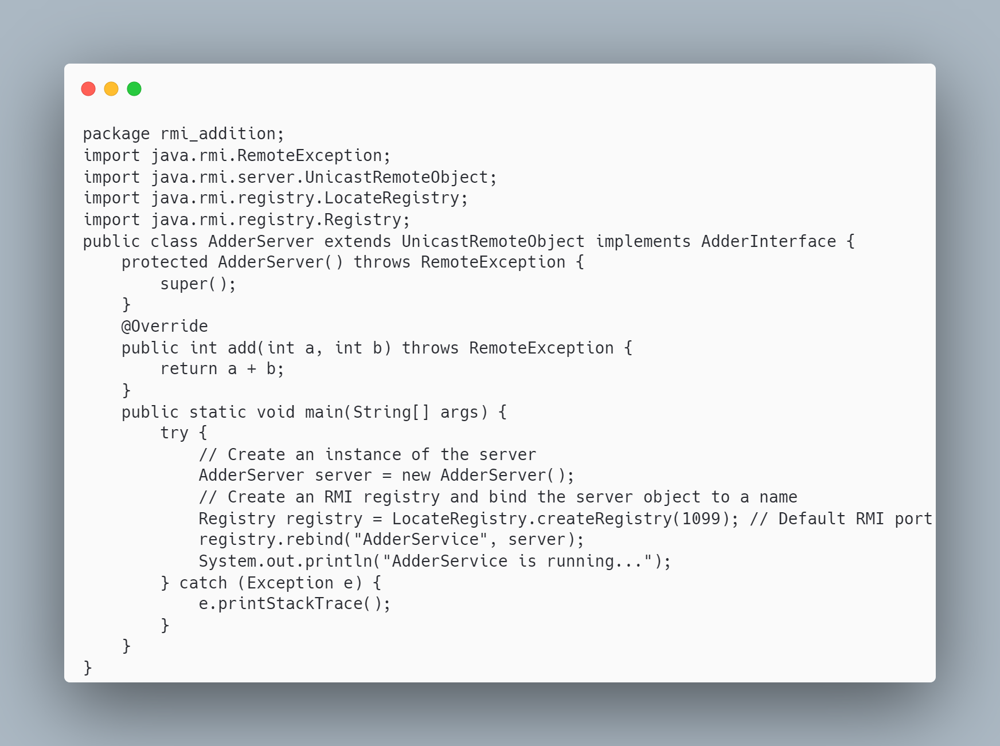 package rmi_addition;
import java.rmi.RemoteException;
import java.rmi.server.UnicastRemoteObject;
import java.rmi.registry.LocateRegistry;
import java.rmi.registry.Registry;
public class AdderServer extends UnicastRemoteObject implements AdderInterface {
    protected AdderServer() throws RemoteException {
        super();
    }
    @Override
    public int add(int a, int b) throws RemoteException {
        return a + b;
    }
    public static void main(String[] args) {
        try {
            // Create an instance of the server
            AdderServer server = new AdderServer();
            // Create an RMI registry and bind the server object to a name
            Registry registry = LocateRegistry.createRegistry(1099); // Default RMI port
            registry.rebind("AdderService", server);
            System.out.println("AdderService is running...");
        } catch (Exception e) {
            e.printStackTrace();
        }
    }
}